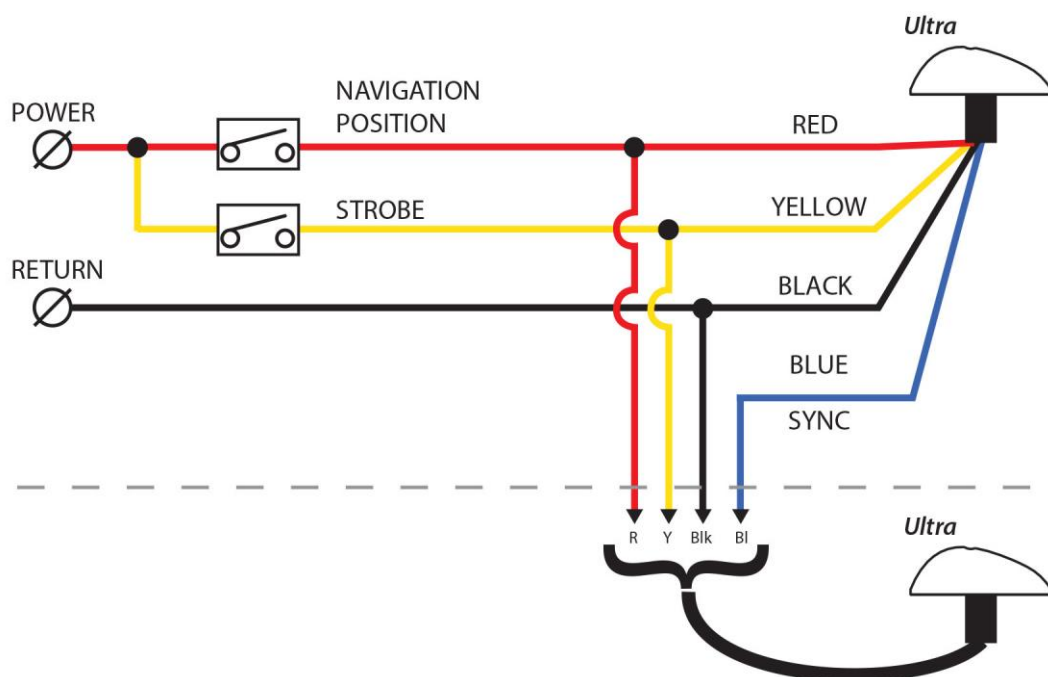 Ultra
POWER
NAVIGATION
POSITION
RED
STROBE
YELLOW
RETURN
BLACK
BLUE
SYNC
R Y Blk Bl
Ultra